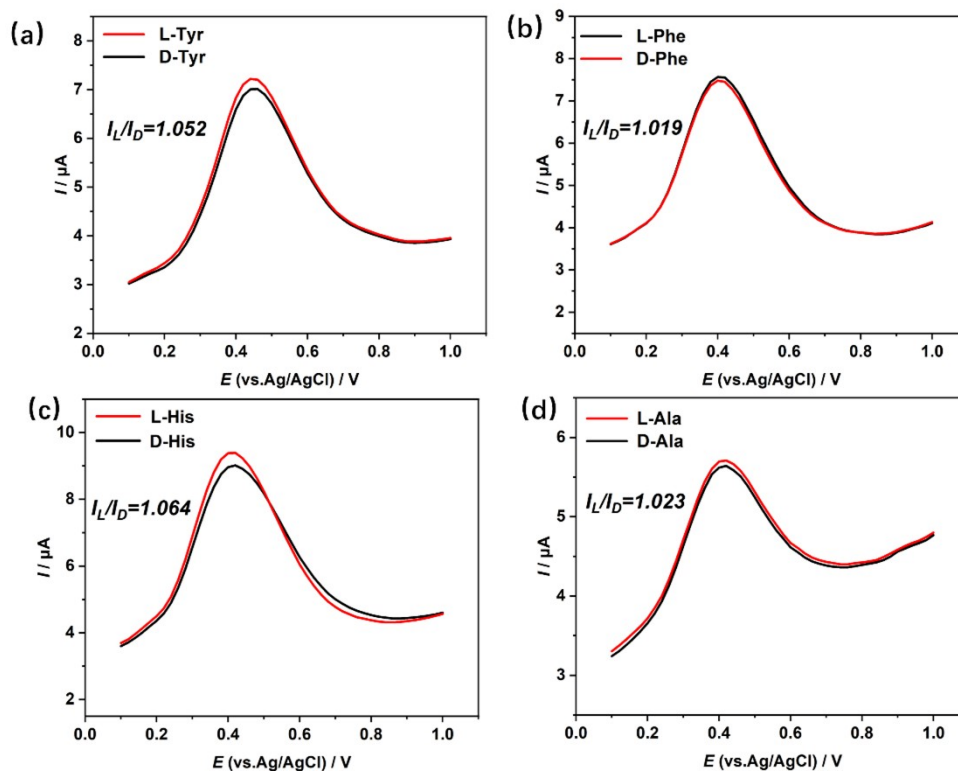 (a)
L-Tyr
D-Tyr
I_L/I_D=1.052
I / μA
8
7
6
5
4
3
2
0.0 0.2 0.4 0.6 0.8 1.0
E (vs.Ag/AgCl) / V
(b)
L-Phe
D-Phe
I_L/I_D=1.019
I / μA
9
8
7
6
5
4
3
2
0.0 0.2 0.4 0.6 0.8 1.0
E (vs.Ag/AgCl) / V
(c)
L-His
D-His
I_L/I_D=1.064
I / μA
10
8
6
4
2
0.0 0.2 0.4 0.6 0.8 1.0
E (vs.Ag/AgCl) / V
(d)
L-Ala
D-Ala
I_L/I_D=1.023
I / μA
6
5
4
3
0.0 0.2 0.4 0.6 0.8 1.0
E (vs.Ag/AgCl) / V